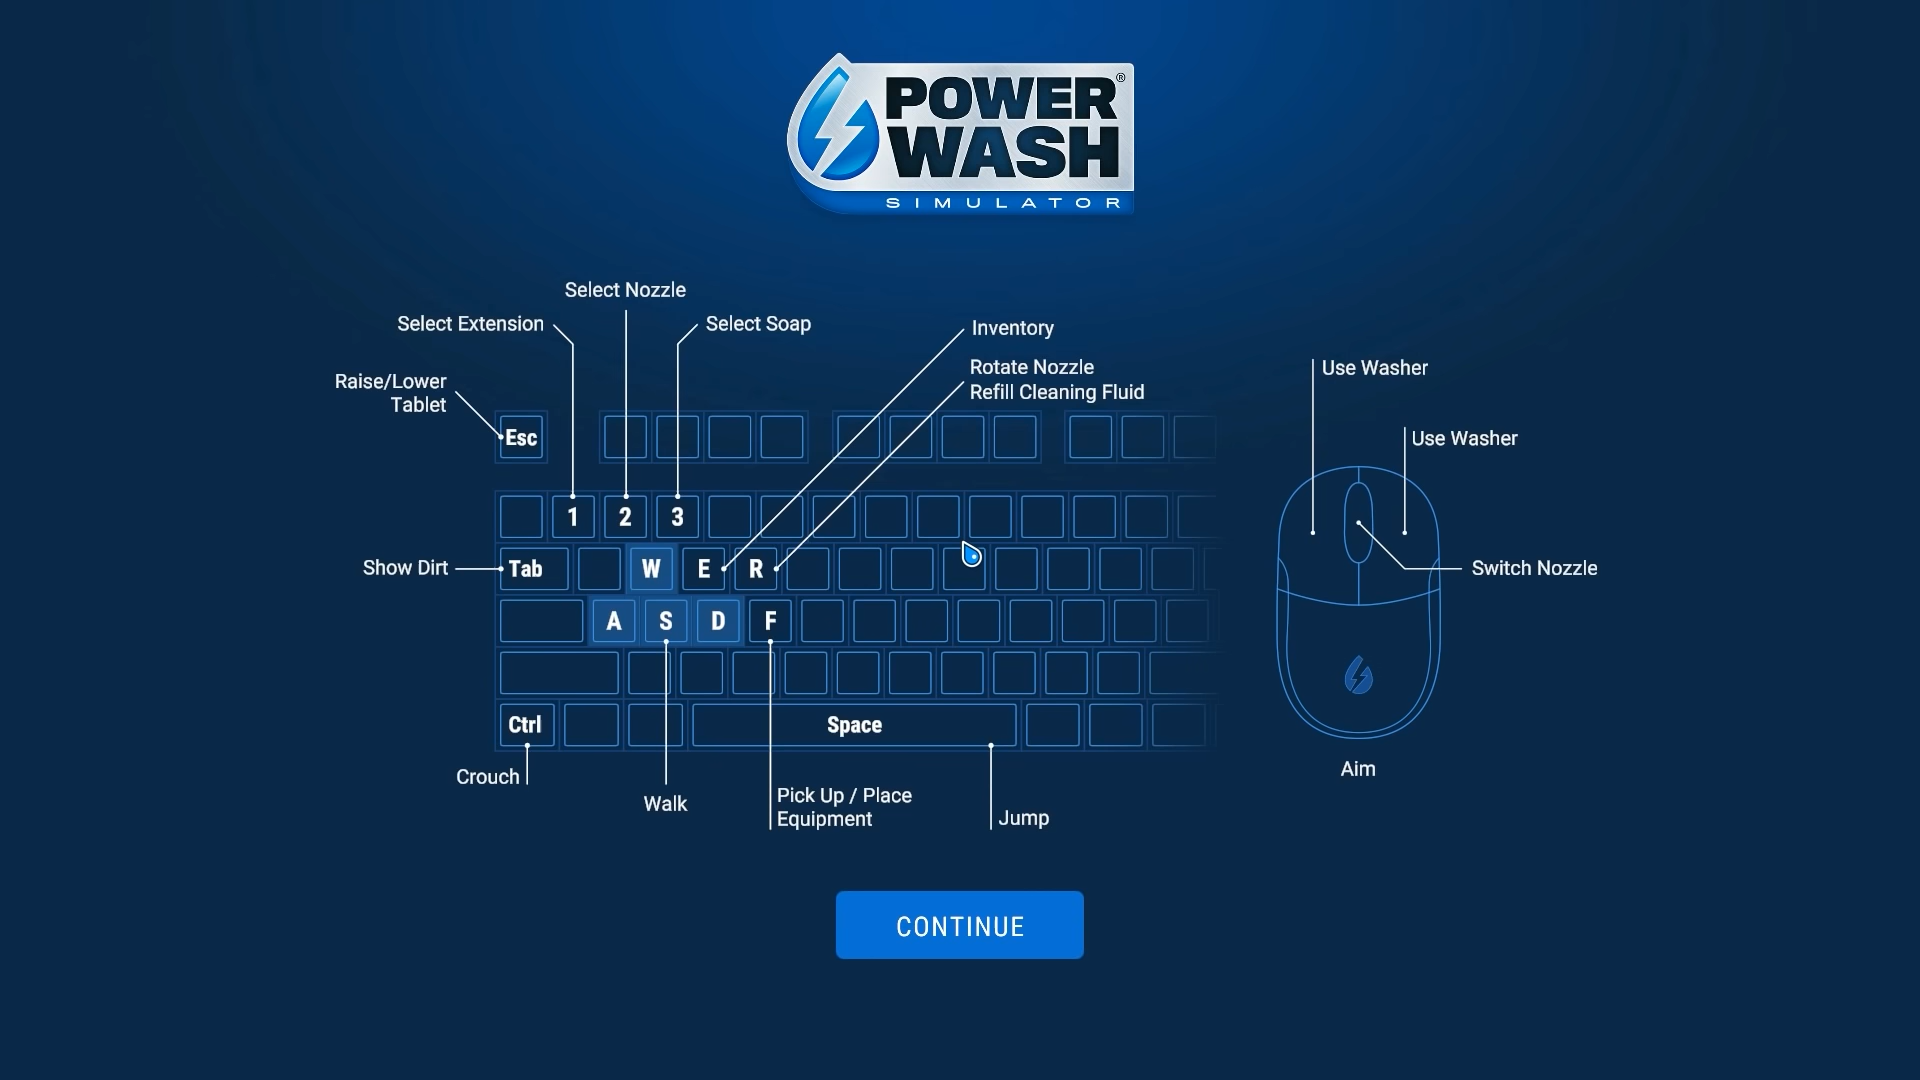 POWER®
WASH
SIMULATOR
Select Nozzle
Select Extension
Select Soap
Inventory
Rotate Nozzle
Refill Cleaning Fluid
Raise/Lower
Tablet
Use Washer
Use Washer
Esc
1 2 3
Show Dirt
Tab W E R
Switch Nozzle
A S D F
Ctrl Space
Crouch
Walk
Pick Up / Place
Equipment
Jump
Aim
CONTINUE